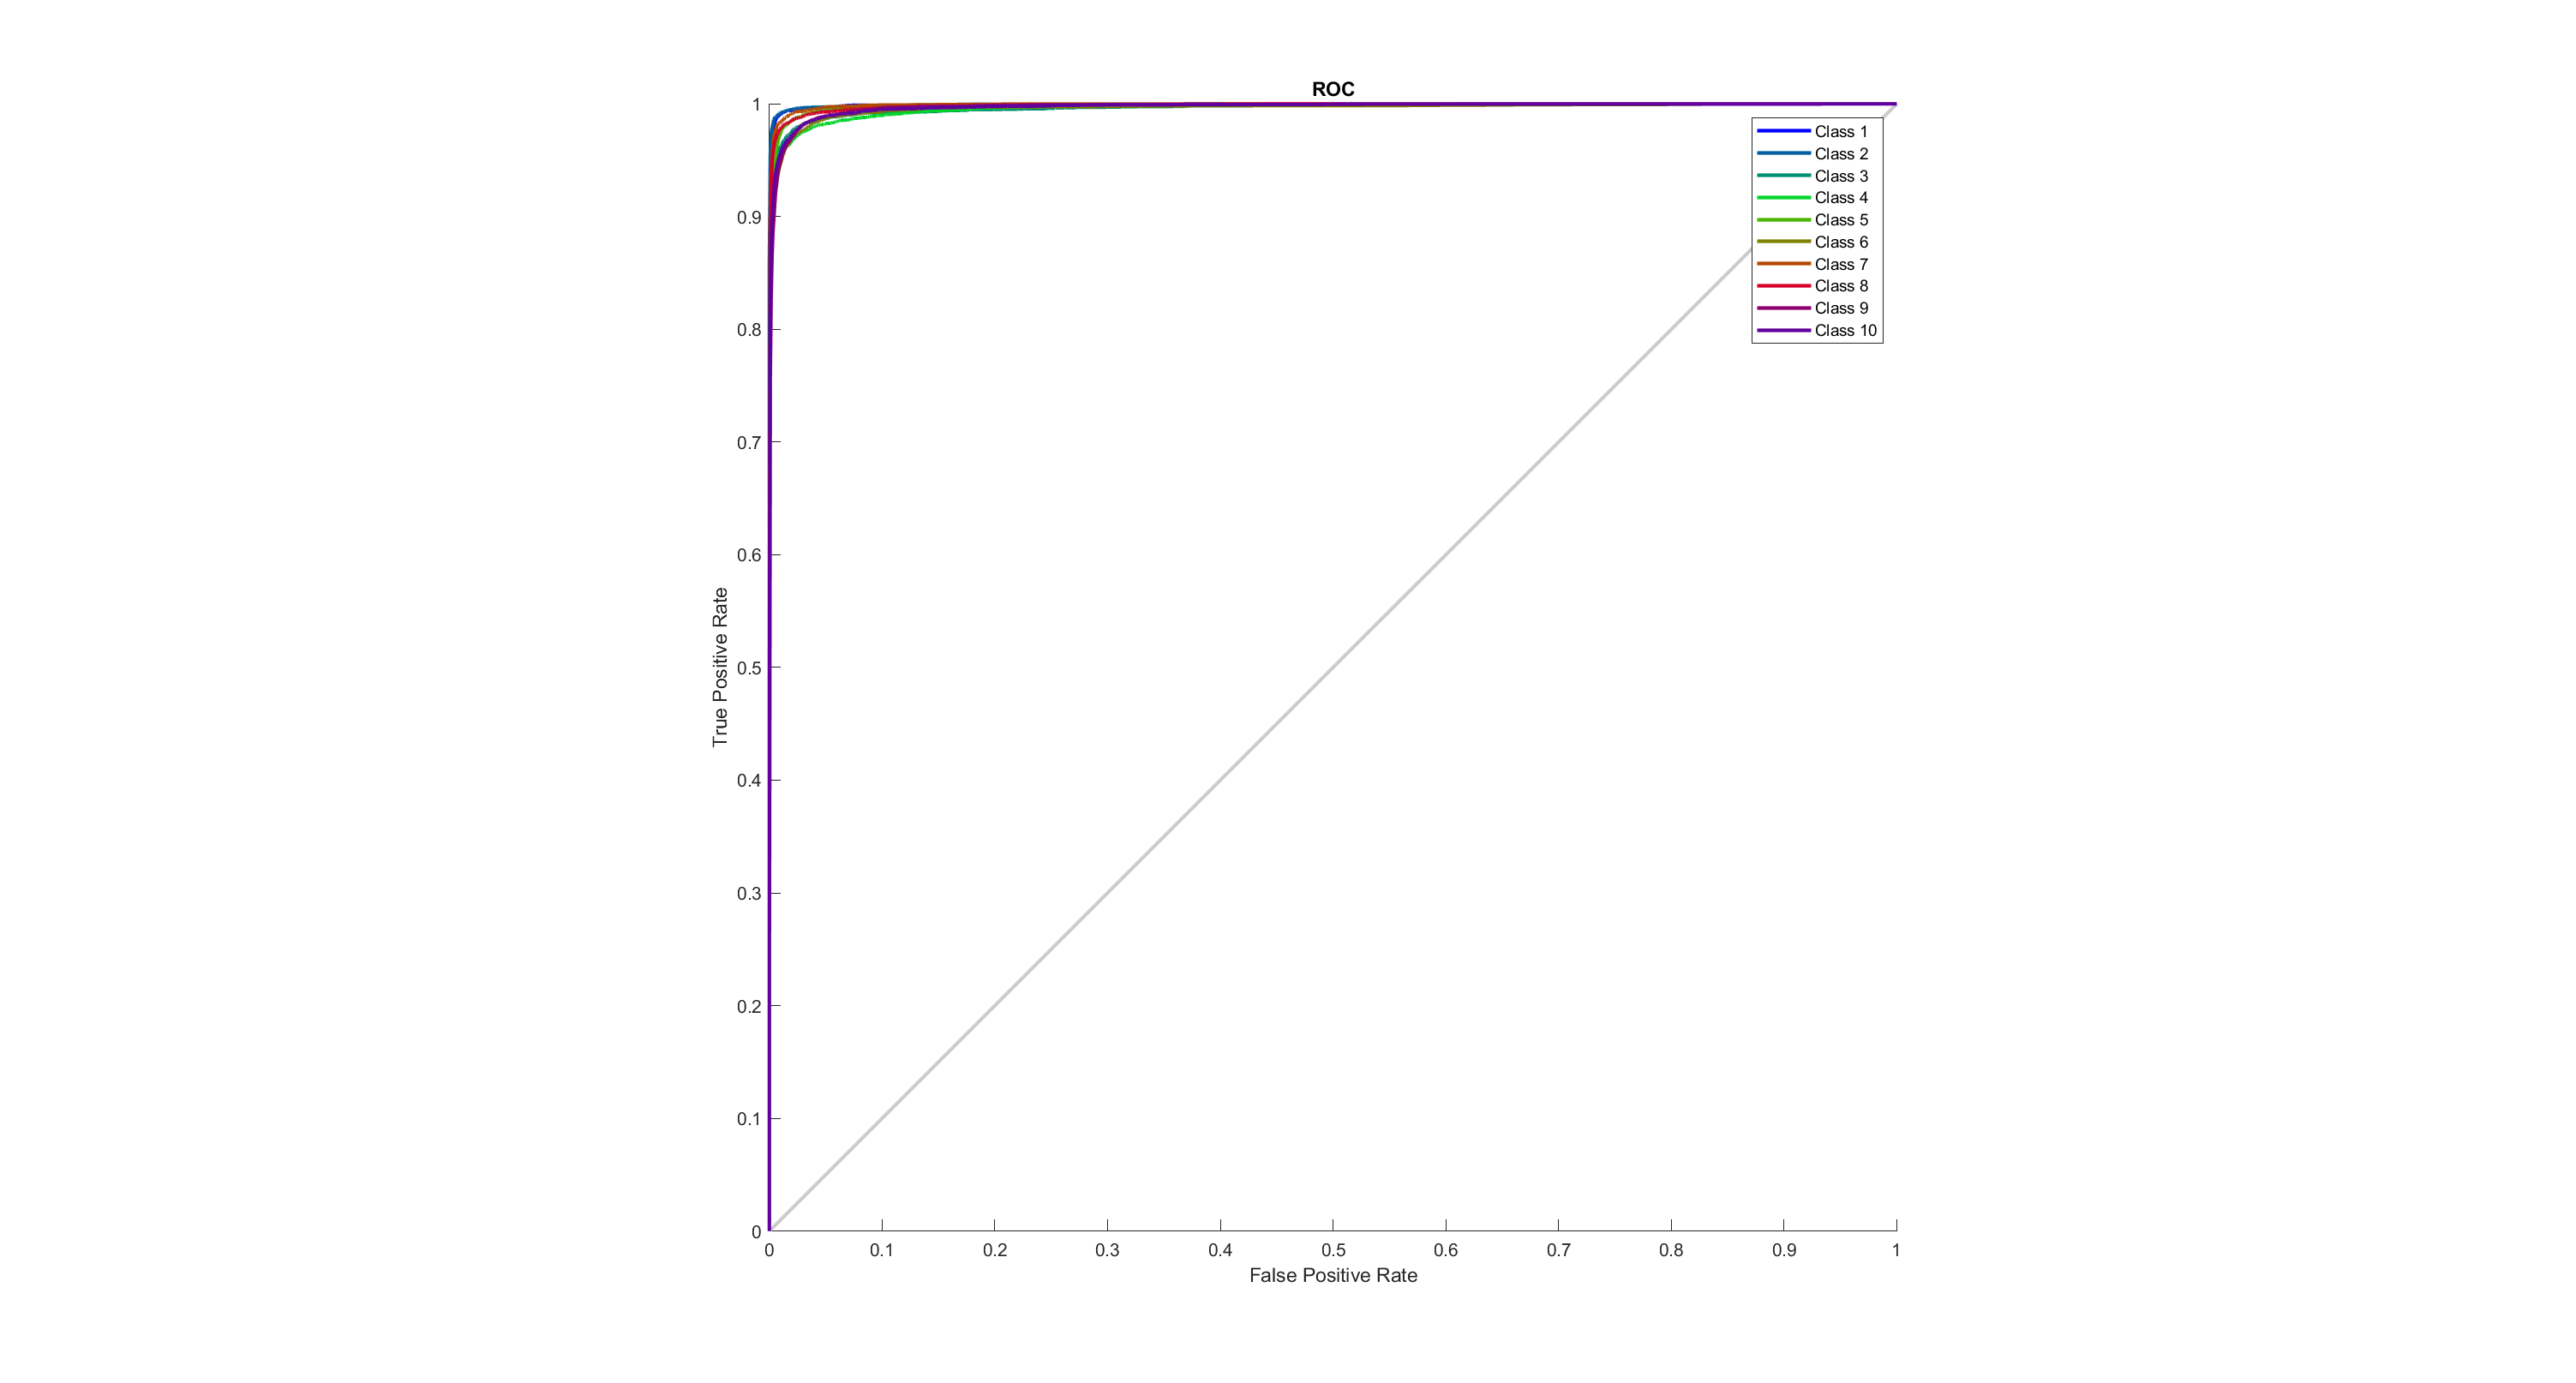 ROC
1
0.9
0.8
0.7
0.6
0.5
0.4
0.3
0.2
0.1
0
True Positive Rate
Class 1
Class 2
Class 3
Class 4
Class 5
Class 6
Class 7
Class 8
Class 9
Class 10
0 0.1 0.2 0.3 0.4 0.5 0.6 0.7 0.8 0.9 1
False Positive Rate